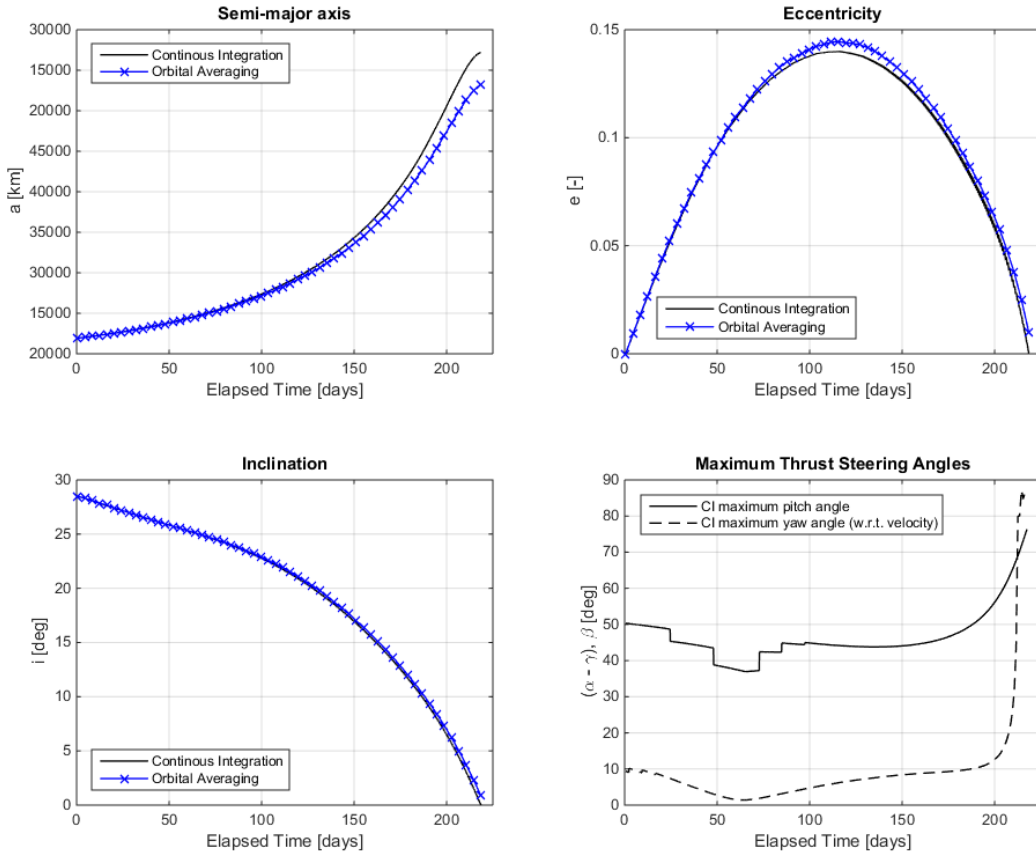 Semi-major axis
30000
15000
20000
45000
40000
35000
30000
15000
20000
a [km]
Continous Integration
Orbital Averaging
0 50 100 150 200
Elapsed Time [days]
Eccentricity
0.15
0.1
0.05
0
e [-]
Continous Integration
Orbital Averaging
0 50 100 150 200
Elapsed Time [days]
Inclination
30
25
20
15
10
5
0
i [deg]
Continous Integration
Orbital Averaging
0 50 100 150 200
Elapsed Time [days]
Maximum Thrust Steering Angles
90
80
70
60
50
40
30
20
10
0
(α - γ), β [deg]
CI maximum pitch angle
CI maximum yaw angle (w.r.t. velocity)
0 50 100 150 200
Elapsed Time [days]